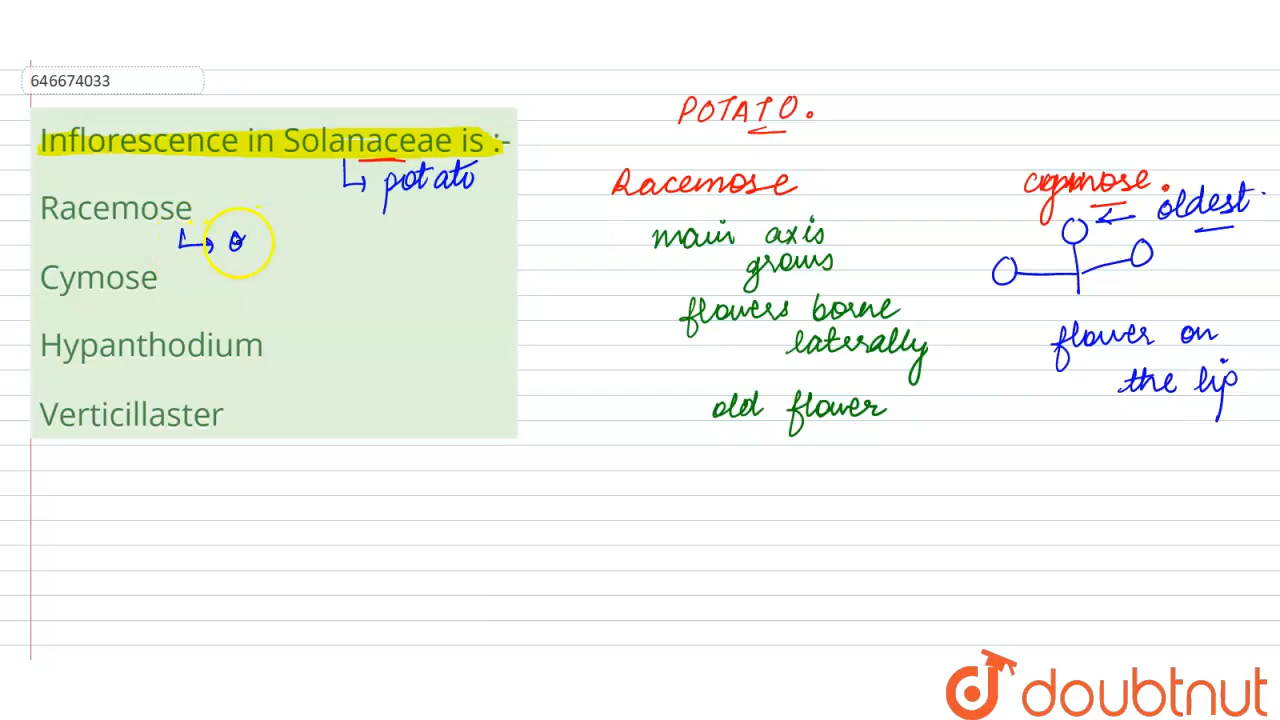 646674033
Inflorescence in Solanaceae is :-
potato
Racemose
Cymose
Hypanthodium
Verticillaster
POTATO.
Racemose
main axis
grows
flowers borne
laterally
old flower
cymose.
oldest.
flower on
the tip
doubtnut